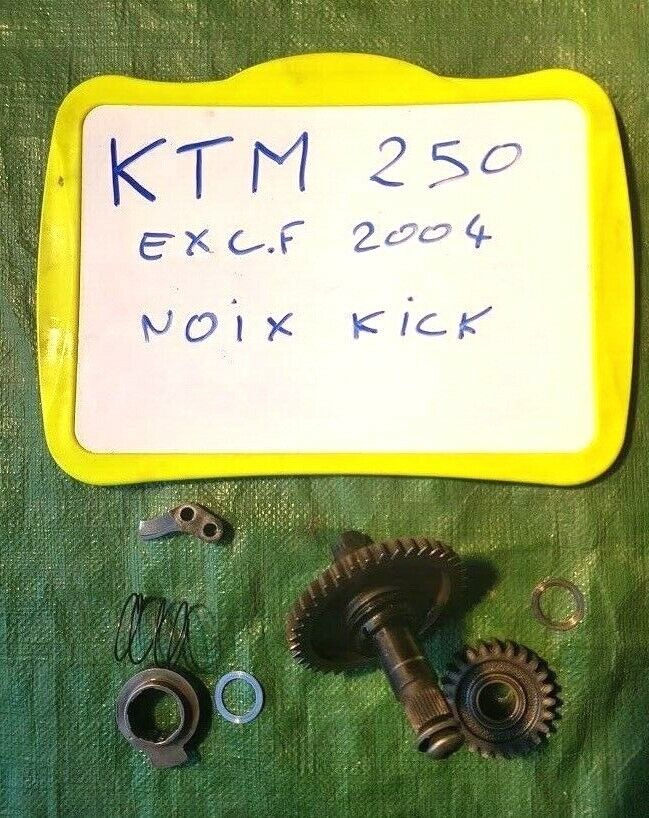 KTM 250
EXC.F 2004
NOix KiCK